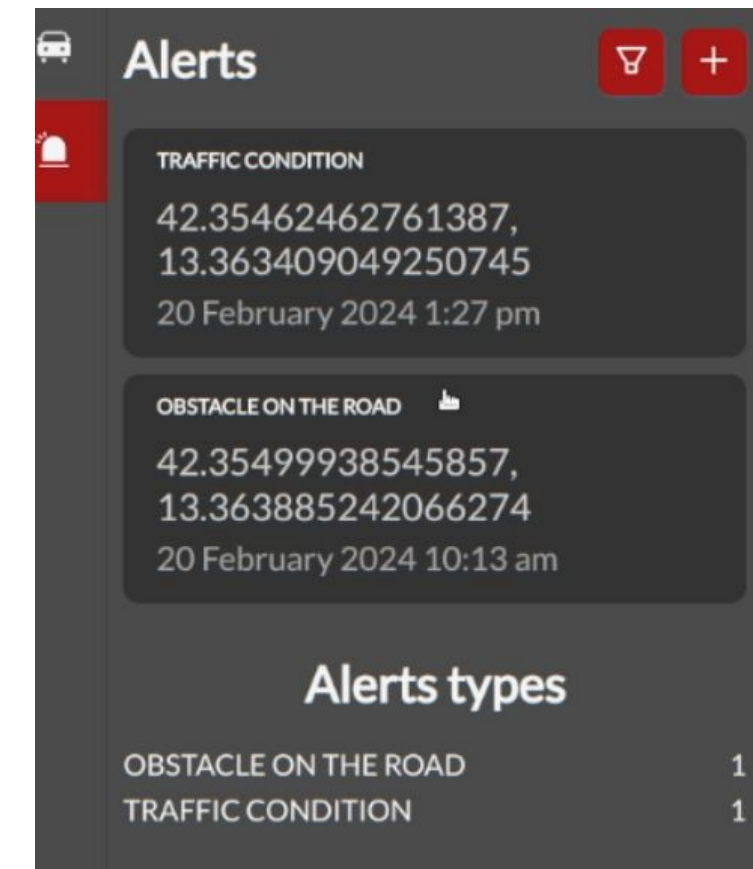 Alerts
TRAFFIC CONDITION
42.35462462761387,
13.363409049250745
20 February 2024 1:27 pm
OBSTACLE ON THE ROAD
42.35499938545857,
13.363885242066274
20 February 2024 10:13 am
Alerts types
OBSTACLE ON THE ROAD 1
TRAFFIC CONDITION 1